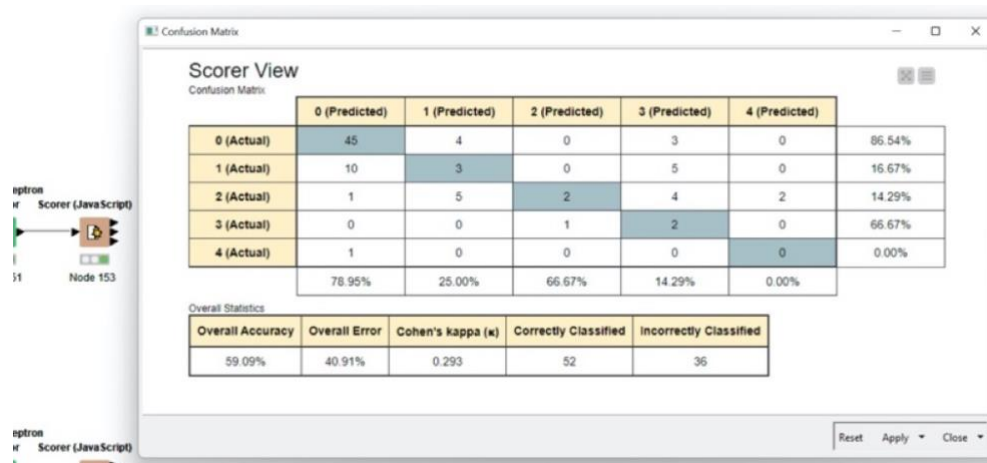 Confusion Matrix
Scorer View
Confusion Matrix
0 (Predicted) 1 (Predicted) 2 (Predicted) 3 (Predicted) 4 (Predicted)
0 (Actual) 45 4 0 3 0 86.54%
1 (Actual) 10 3 0 5 0 16.67%
2 (Actual) 1 5 2 4 2 14.29%
3 (Actual) 0 0 1 2 0 66.67%
4 (Actual) 1 0 0 0 0 0.00%
78.95% 25.00% 66.67% 14.29% 0.00%
Overall Statistics
Overall Accuracy Overall Error Cohen's kappa (κ) Correctly Classified Incorrectly Classified
59.09% 40.91% 0.293 52 36
Reset Apply Close
eptron
or Scorer (JavaScript)
51 Node 153
eptron
or Scorer (JavaScript)